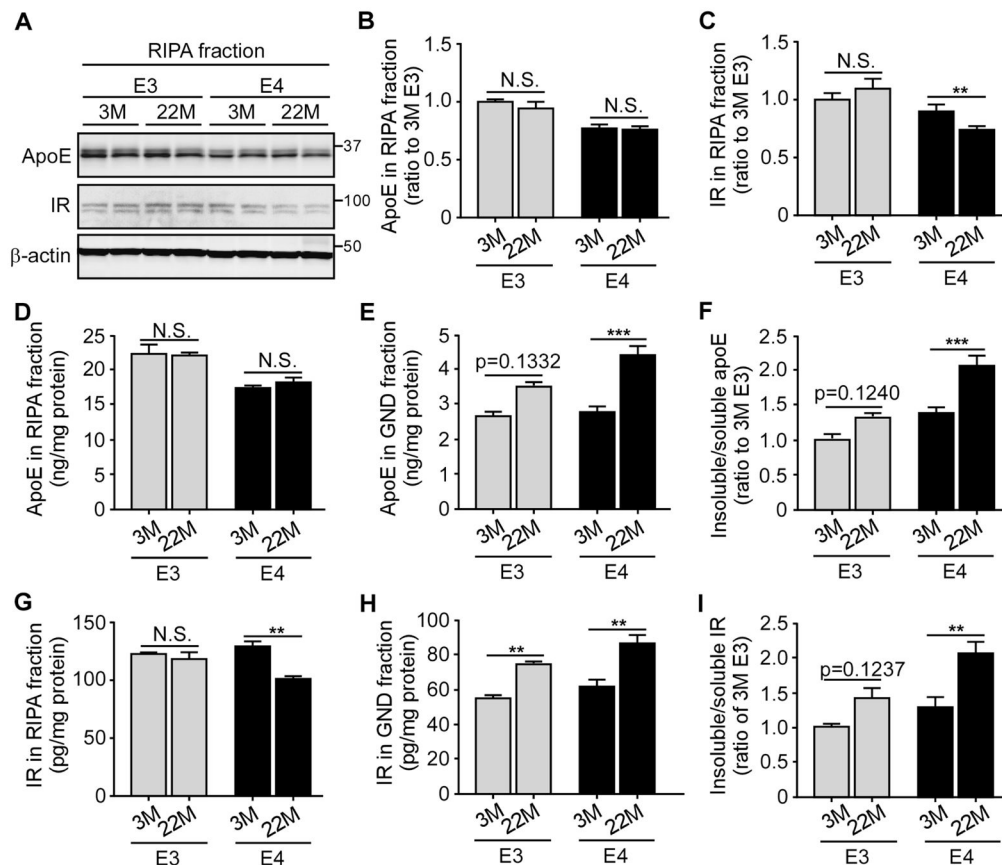 A
RIPA fraction
E3 E4
3M 22M 3M 22M
ApoE
37
IR
100
β-actin
50
B
ApoE in RIPA fraction
(ratio to 3M E3)
1.5
1.0
0.5
0
N.S.
N.S.
3M 22M 3M 22M
E3 E4
C
IR in RIPA fraction
(ratio to 3M E3)
1.5
1.0
0.5
0
N.S.
**
3M 22M 3M 22M
E3 E4
D
ApoE in RIPA fraction
(ng/mg protein)
25
20
15
10
5
0
N.S.
N.S.
3M 22M 3M 22M
E3 E4
E
ApoE in GND fraction
(ng/mg protein)
5
4
3
2
1
0
p=0.1332
***
3M 22M 3M 22M
E3 E4
F
Insoluble/soluble apoE
(ratio to 3M E3)
2.5
2.0
1.5
1.0
0.5
0
p=0.1240
***
3M 22M 3M 22M
E3 E4
G
IR in RIPA fraction
(pg/mg protein)
150
100
50
0
N.S.
**
3M 22M 3M 22M
E3 E4
H
IR in GND fraction
(pg/mg protein)
100
80
60
40
20
0
**
**
3M 22M 3M 22M
E3 E4
I
Insoluble/soluble IR
(ratio of 3M E3)
2.5
2.0
1.5
1.0
0.5
0
p=0.1237
**
3M 22M 3M 22M
E3 E4